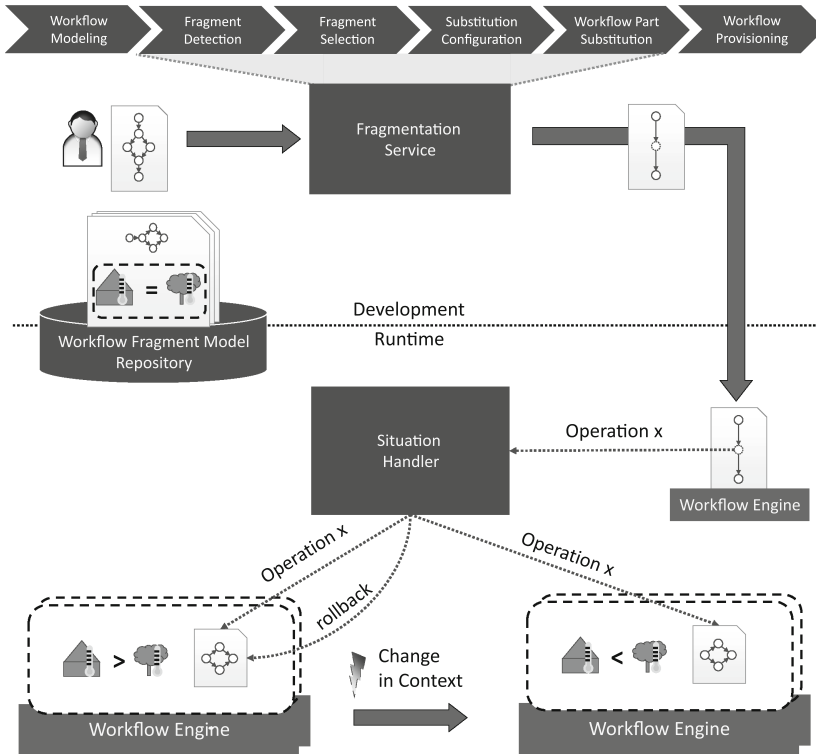 Workflow
Modeling
Fragment
Detection
Fragment
Selection
Substitution
Configuration
Workflow Part
Substitution
Workflow
Provisioning
Fragmentation
Service
=
Development
Workflow Fragment Model
Repository
Runtime
Situation
Handler
Operation x
Workflow Engine
Operation x
rollback
Operation x
>
<
Change
in Context
Workflow Engine
Workflow Engine